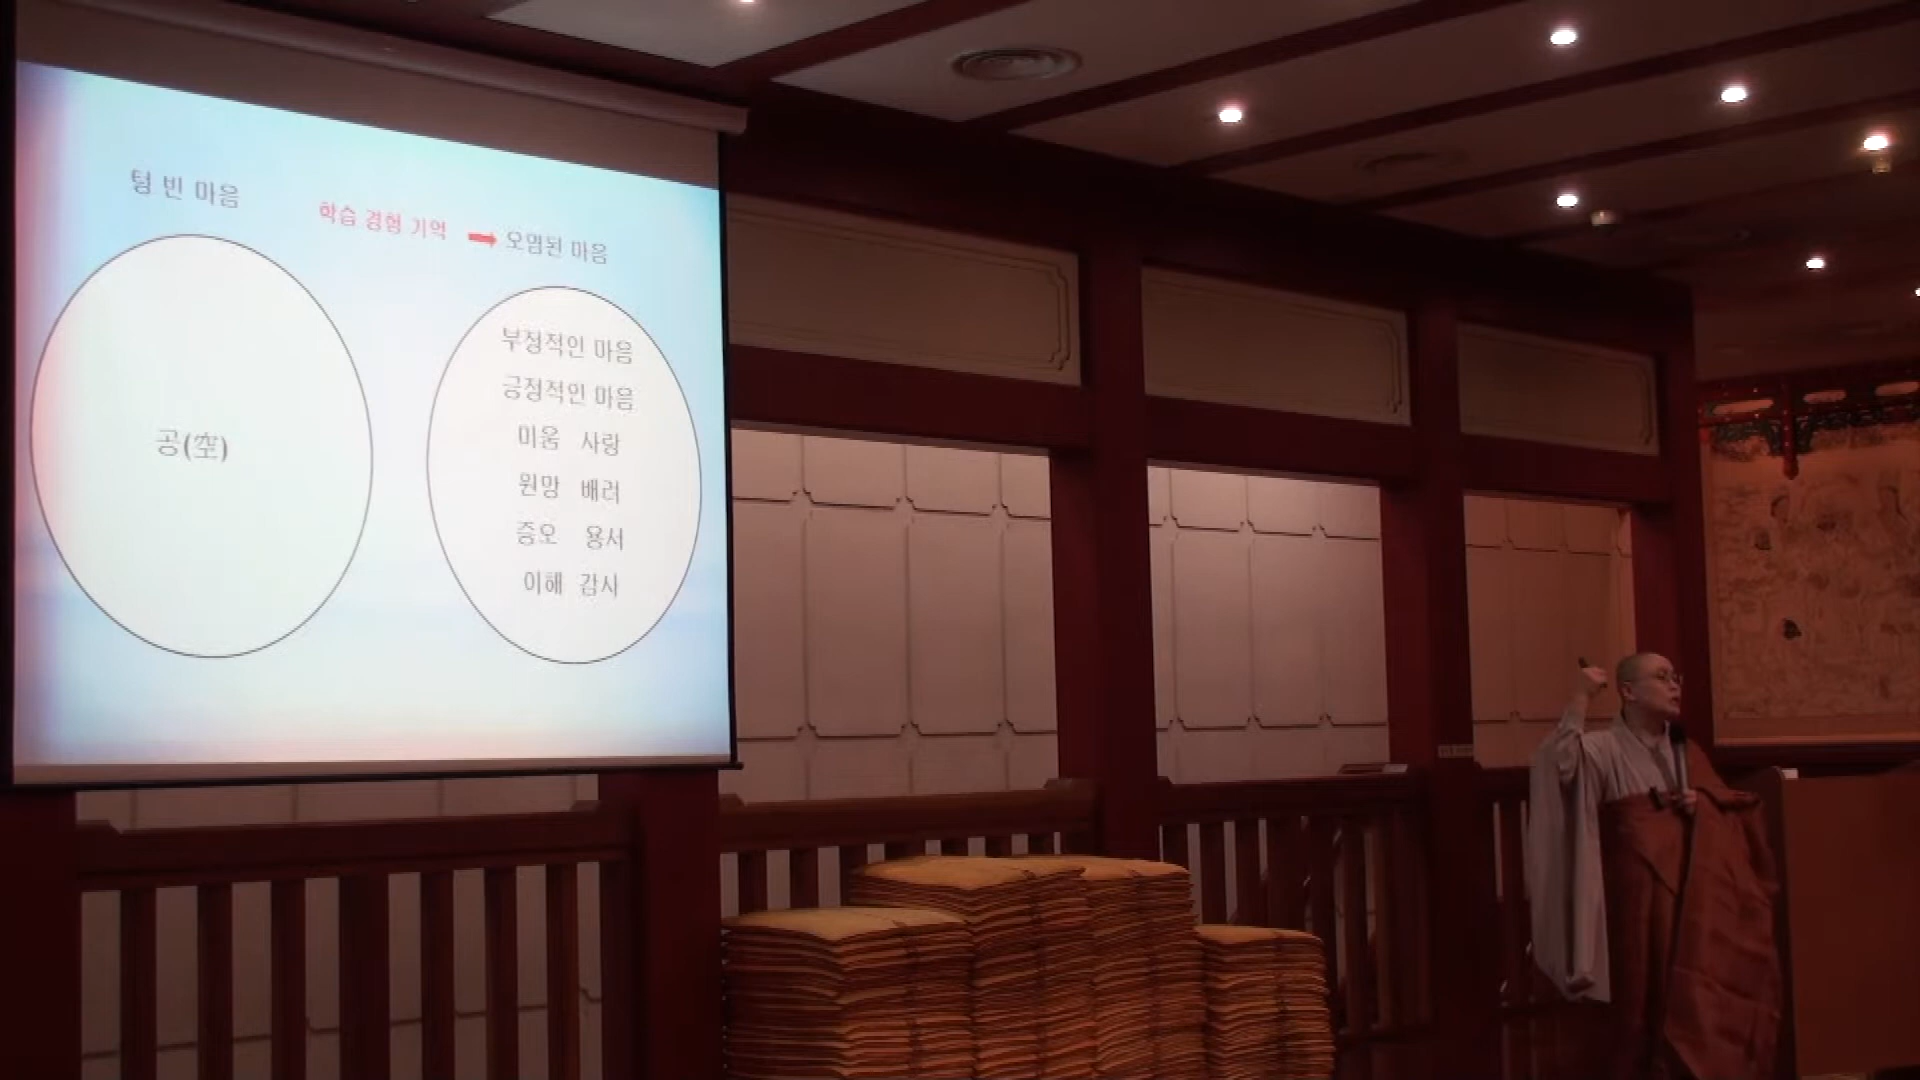 텅 빈 마음
학습 경험 기억 ➡ 오염된 마음
공(空)
부정적인 마음
긍정적인 마음
미움 사랑
원망 배려
증오 용서
이해 감사